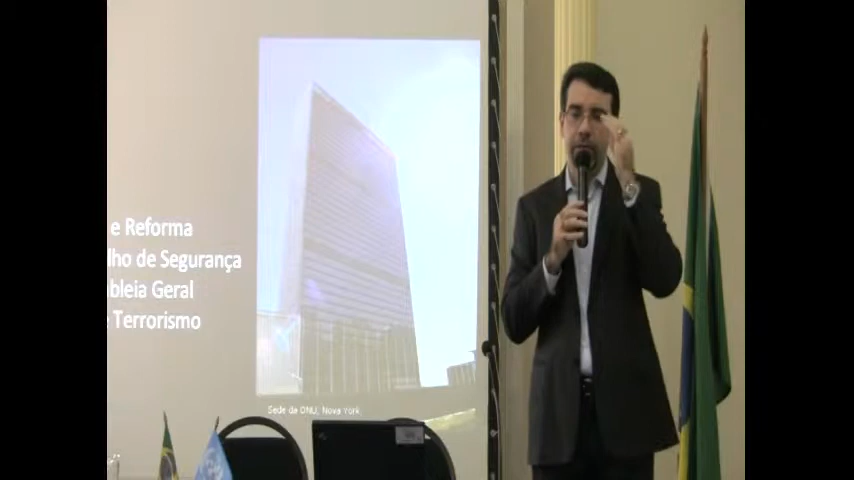 e Reforma
lho de Segurança
bleia Geral
Terrorismo
Sede da ONU, Nova York